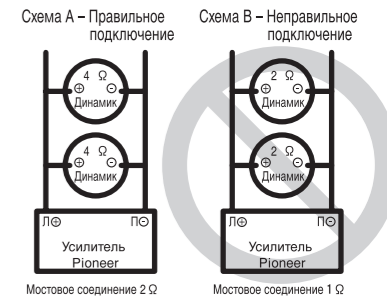 Схема А – Правильное
подключение
4 Ω
⊕ ⊖
Динамик
4 Ω
⊕ ⊖
Динамик
Л⊕ П⊖
Усилитель
Pioneer
Мостовое соединение 2 Ω
Схема В – Неправильное
подключение
2 Ω
⊕ ⊖
Динамик
2 Ω
⊕ ⊖
Динамик
Л⊕ П⊖
Усилитель
Pioneer
Мостовое соединение 1 Ω